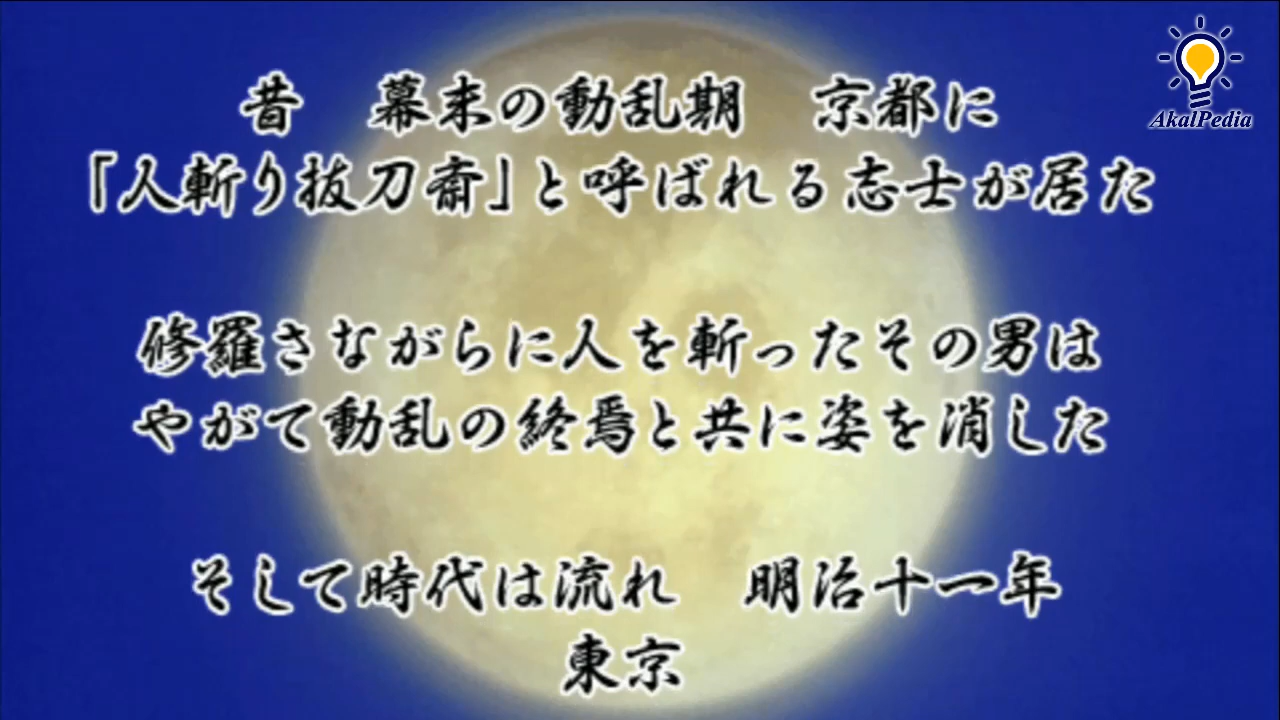 昔　幕末の動乱期　京都に
「人斬り抜刀斎」と呼ばれる志士が居た
修羅さながらに人を斬ったその男は
やがて動乱の終焉と共に姿を消した
そして時代は流れ　明治十一年
東京
AkalPedia